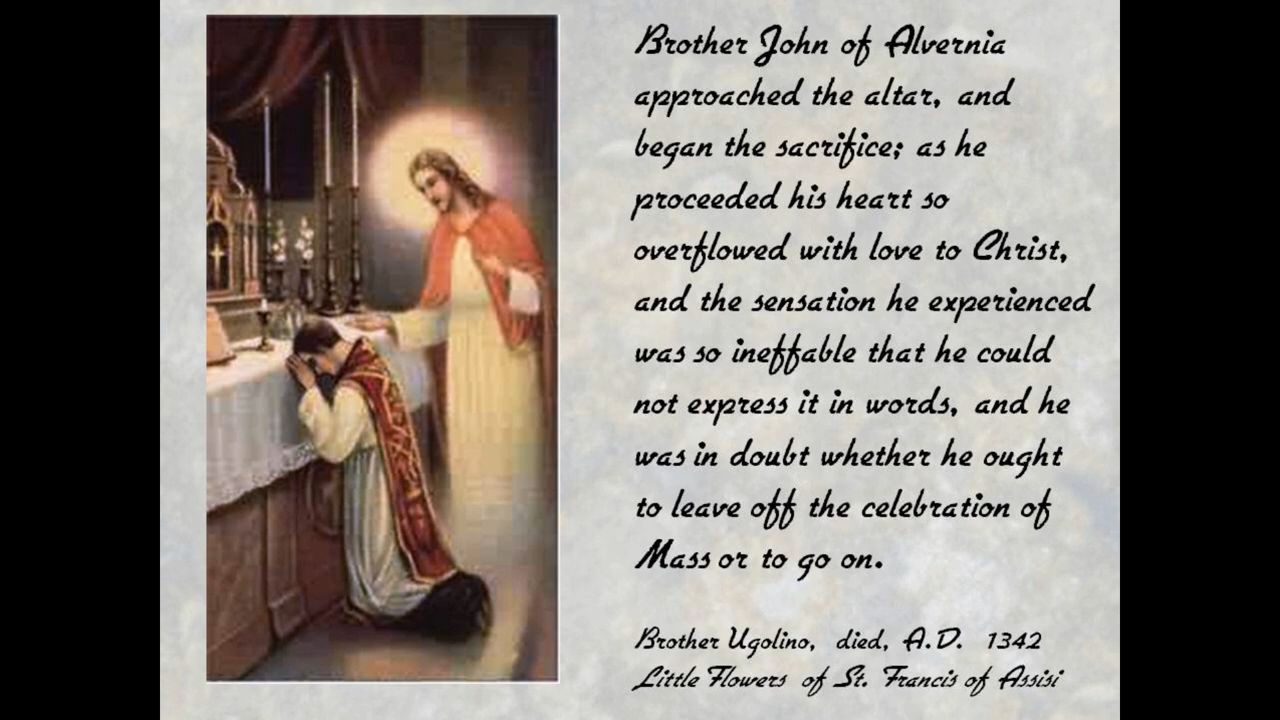 Brother John of Alvernia
approached the altar, and
began the sacrifice; as he
proceeded his heart so
overflowed with love to Christ,
and the sensation he experienced
was so ineffable that he could
not express it in words, and he
was in doubt whether he ought
to leave off the celebration of
Mass or to go on.
Brother Ugolino, died, A.D. 1342
Little Flowers of St. Francis of Assisi